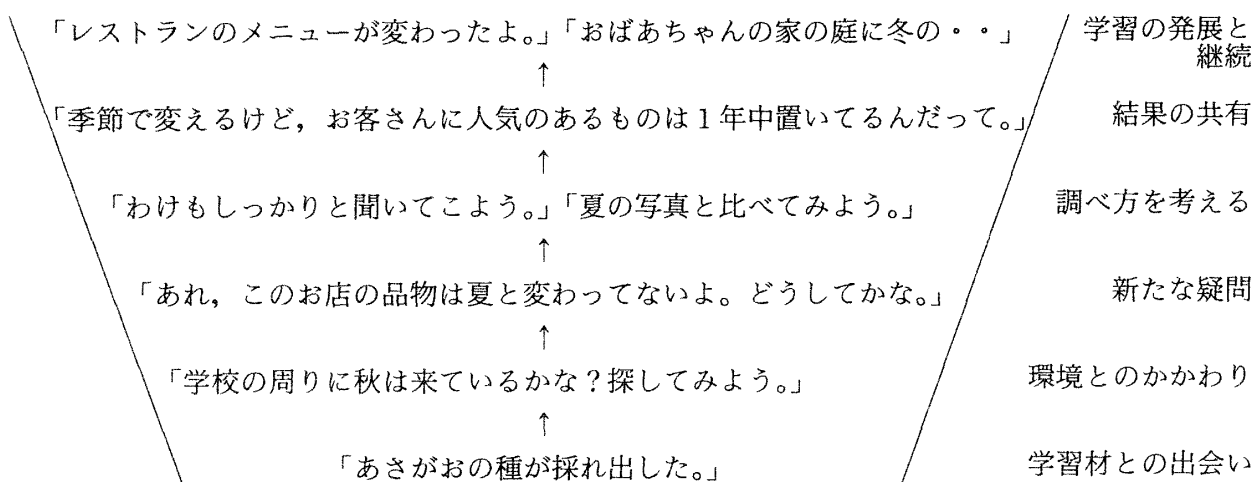 「レストランのメニューが変わったよ。」「おばあちゃんの家の庭に冬の・・」 学習の発展と
継続
↑
「季節で変えるけど，お客さんに人気のあるものは1年中置いてるんだって。」 結果の共有
↑
「わけもしっかりと聞いてこよう。」「夏の写真と比べてみよう。」 調べ方を考える
↑
「あれ，このお店の品物は夏と変わってないよ。どうしてかな。」 新たな疑問
↑
「学校の周りに秋は来ているかな？探してみよう。」 環境とのかかわり
↑
「あさがおの種が採れ出した。」 学習材との出会い